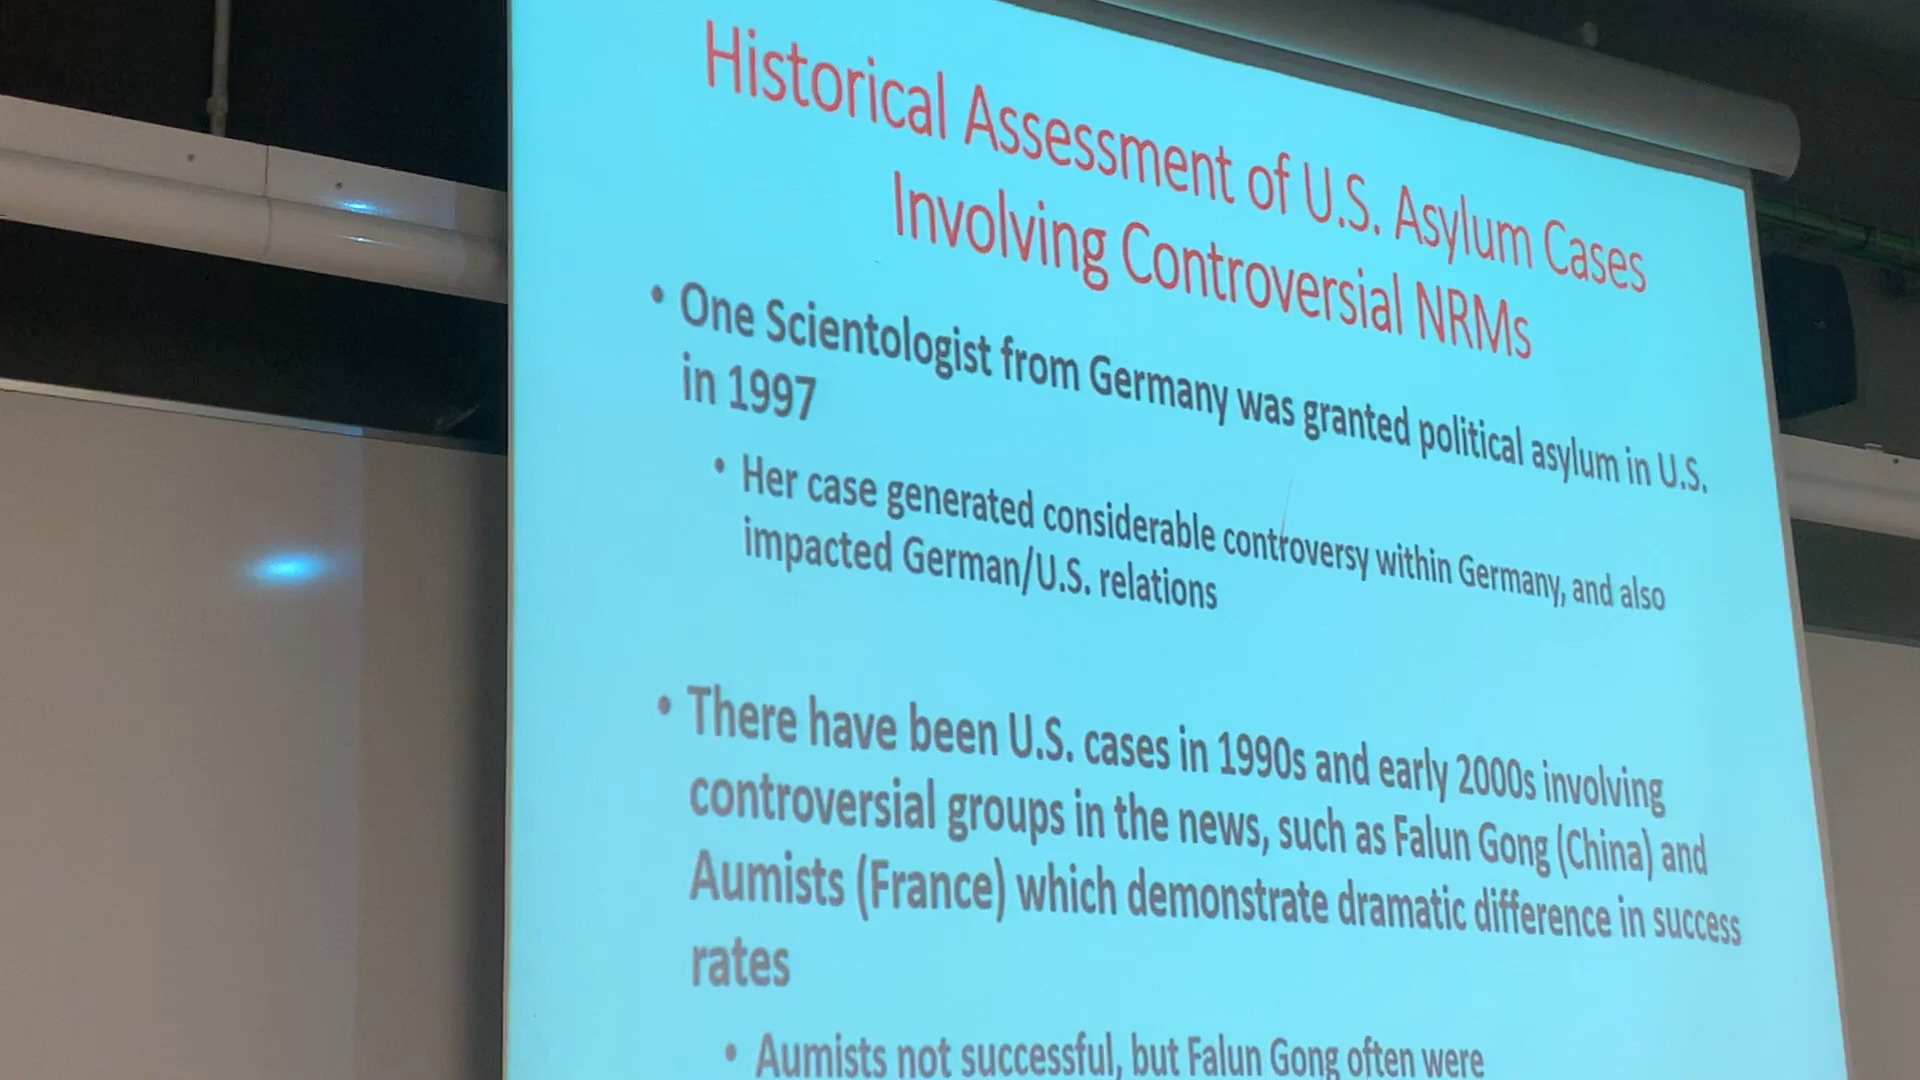 Historical Assessment of U.S. Asylum Cases
Involving Controversial NRMs
• One Scientologist from Germany was granted political asylum in U.S.
in 1997
• Her case generated considerable controversy within Germany, and also
impacted German/U.S. relations
• There have been U.S. cases in 1990s and early 2000s involving
controversial groups in the news, such as Falun Gong (China) and
Aumists (France) which demonstrate dramatic difference in success
rates
• Aumists not successful, but Falun Gong often were